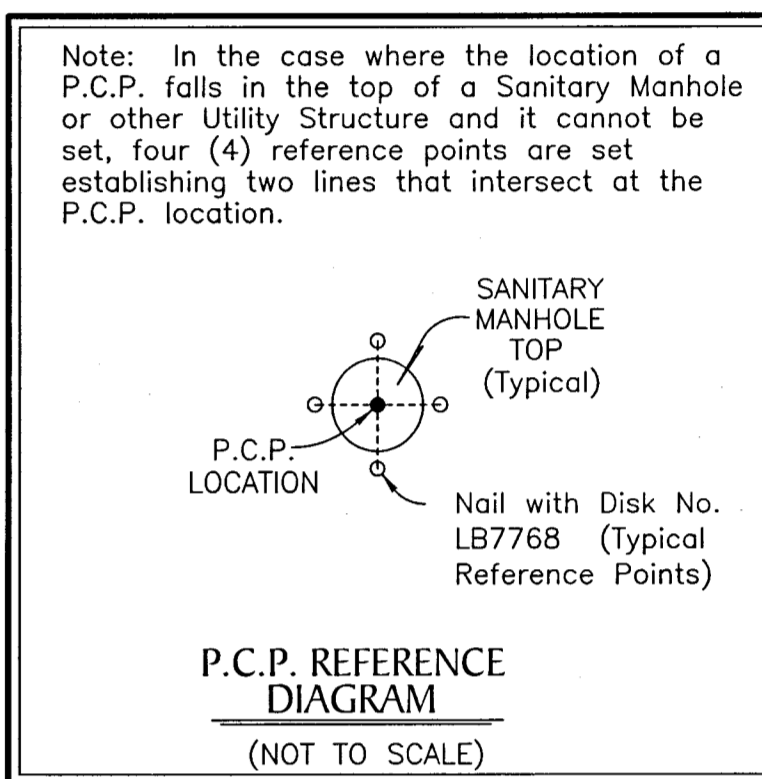 Note: In the case where the location of a
P.C.P. falls in the top of a Sanitary Manhole
or other Utility Structure and it cannot be
set, four (4) reference points are set
establishing two lines that intersect at the
P.C.P. location.
SANITARY
MANHOLE
TOP
(Typical)
P.C.P.
LOCATION
Nail with Disk No.
LB7768 (Typical
Reference Points)
P.C.P. REFERENCE
DIAGRAM
(NOT TO SCALE)